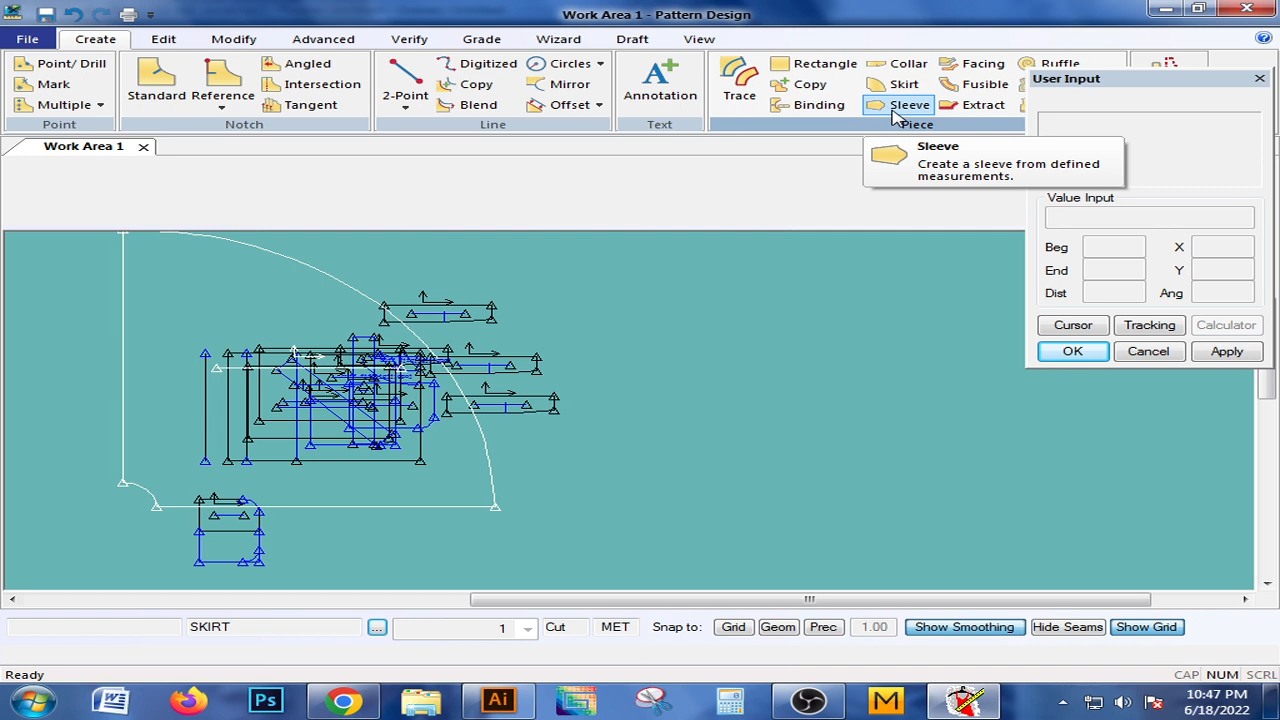 Work Area 1 - Pattern Design
File Create Edit Modify Advanced Verify Grade Wizard Draft View
Point/ Drill
Mark
Multiple
Point
Standard
Reference
Angled
Intersection
Tangent
Notch
2-Point
Digitized
Copy
Blend
Circles
Mirror
Offset
Line
Annotation
Text
Trace
Rectangle
Copy
Binding
Collar
Skirt
Sleeve
Facing
Fusible
Extract
Ruffle
Piece
Work Area 1
Sleeve
Create a sleeve from defined
measurements.
User Input
Value Input
Beg X
End Y
Dist Ang
Cursor Tracking Calculator
OK Cancel Apply
SKIRT ... 1 Cut MET Snap to: Grid Geom Prec 1.00 Show Smoothing Hide Seams Show Grid
Ready CAP NUM SCRL
W Ps Ai M
10:47 PM
6/18/2022